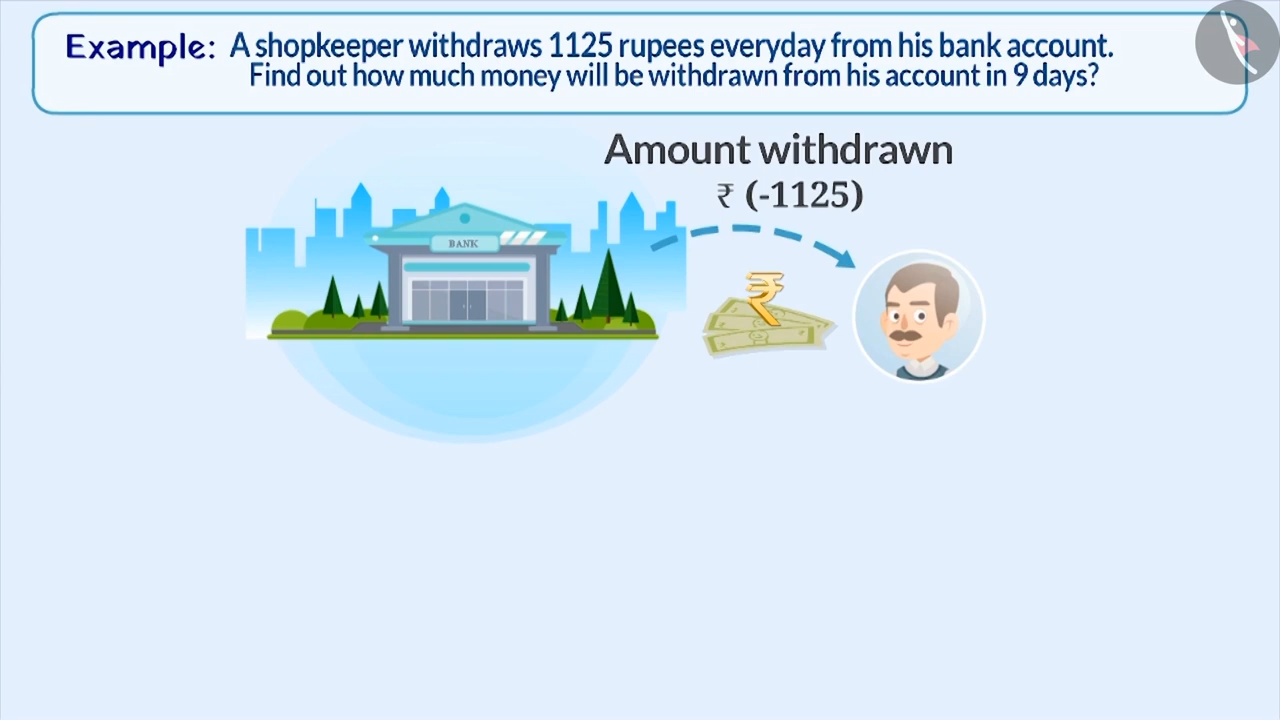 Example: A shopkeeper withdraws 1125 rupees everyday from his bank account.
Find out how much money will be withdrawn from his account in 9 days?
Amount withdrawn
₹ (-1125)
BANK
₹